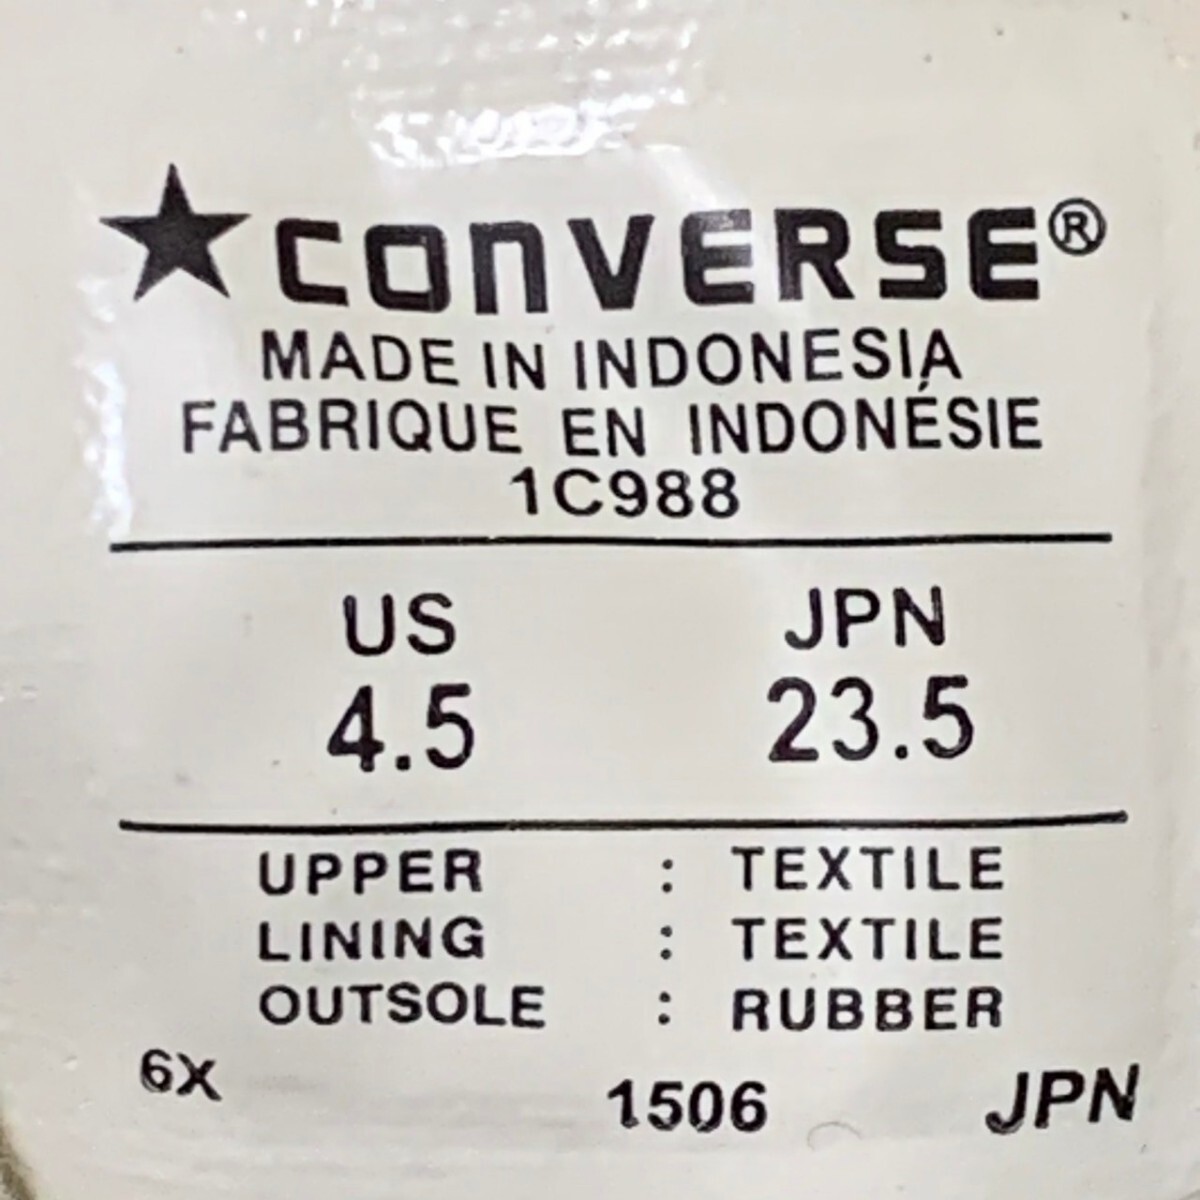 ★CONVERSE®
MADE IN INDONESIA
FABRIQUE EN INDONÉSIE
1C988
US JPN
4.5 23.5
UPPER : TEXTILE
LINING : TEXTILE
OUTSOLE : RUBBER
6X 1506 JPN